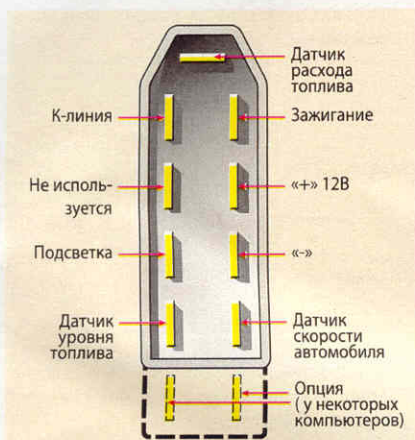 Датчик
расхода
топлива
К-линия
Зажигание
Не исполь-
зуется
«+» 12В
Подсветка
«-»
Датчик
уровня
топлива
Датчик
скорости
автомобиля
Опция
( у некоторых
компьютеров)